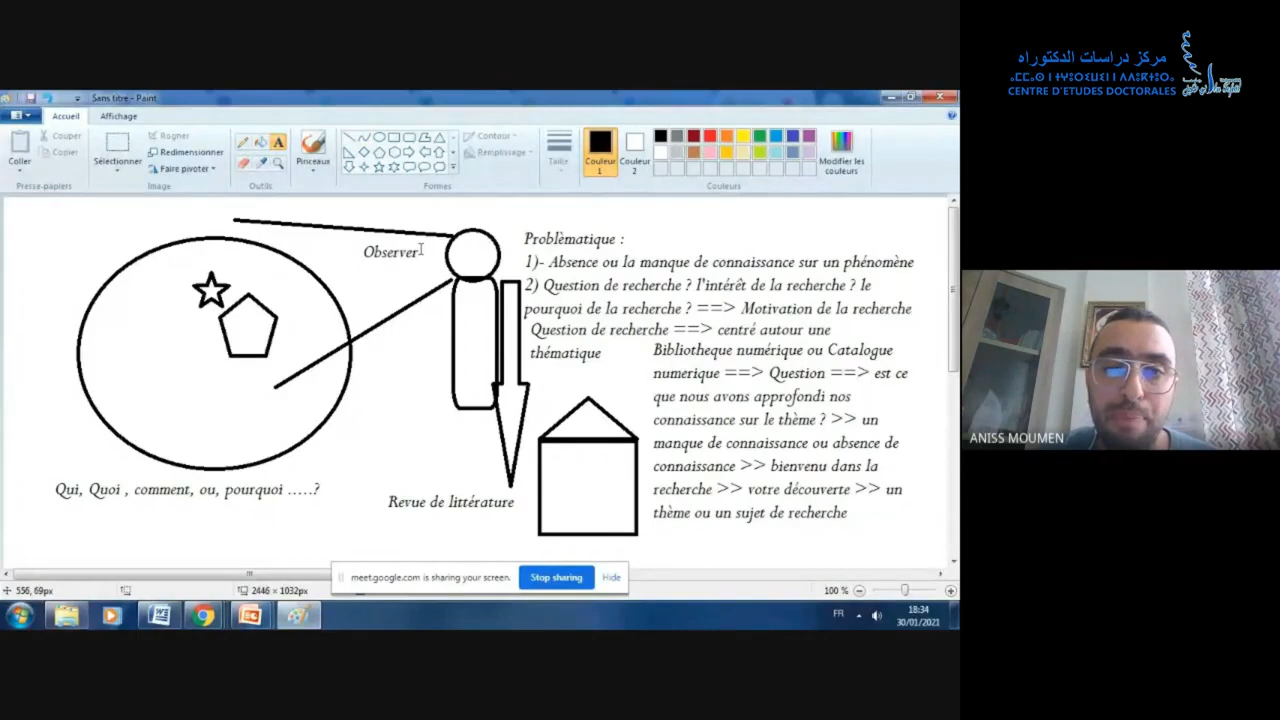 مركز دراسات الدكتوراه
CENTRE D'ETUDES DOCTORALES
Sans titre - Paint
Accueil
Affichage
Coller
Couper
Copier
Presse-papiers
Sélectionner
Rogner
Redimensionner
Faire pivoter
Image
Outils
Pinceaux
Formes
Contour
Remplissage
Taille
Couleur 1
Couleur 2
Modifier les couleurs
Couleurs
Observer
Problèmatique :
1)- Absence ou la manque de connaissance sur un phénomène
2) Question de recherche ? l'intérêt de la recherche ? le
pourquoi de la recherche ? ==> Motivation de la recherche
Question de recherche ==> centré autour une
thématique
Bibliotheque numérique ou Catalogue
numerique ==> Question ==> est ce
que nous avons approfondi nos
connaissance sur le thème ? >> un
manque de connaissance ou absence de
connaissance >> bienvenu dans la
recherche >> votre découverte >> un
thème ou un sujet de recherche
Qui, Quoi , comment, ou, pourquoi .....?
Revue de littérature
ANISS MOUMEN
meet.google.com is sharing your screen.
Stop sharing
Hide
556, 69px
2446 × 1032px
100 %
FR
18:34
30/01/2021